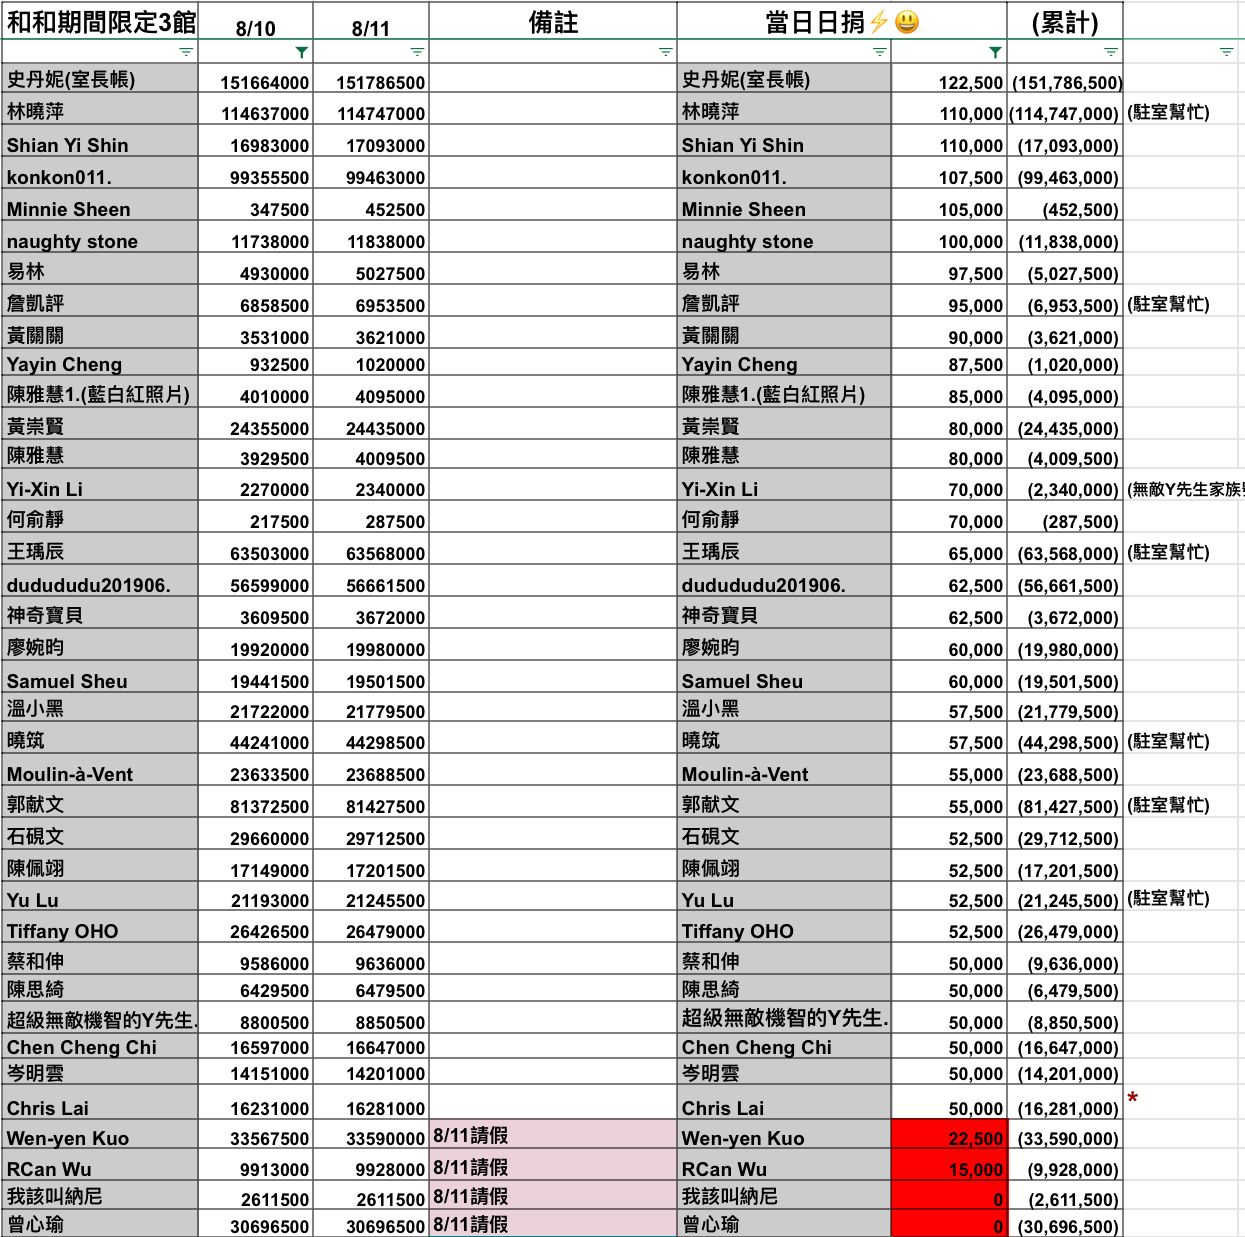 和和期間限定3館 8/10 8/11 備註 當日日捐⚡😃 (累計)
史丹妮(室長帳) 151664000 151786500 史丹妮(室長帳) 122,500 (151,786,500)
林曉萍 114637000 114747000 林曉萍 110,000 (114,747,000) (駐室幫忙)
Shian Yi Shin 16983000 17093000 Shian Yi Shin 110,000 (17,093,000)
konkon011. 99355500 99463000 konkon011. 107,500 (99,463,000)
Minnie Sheen 347500 452500 Minnie Sheen 105,000 (452,500)
naughty stone 11738000 11838000 naughty stone 100,000 (11,838,000)
易林 4930000 5027500 易林 97,500 (5,027,500)
詹凱評 6858500 6953500 詹凱評 95,000 (6,953,500) (駐室幫忙)
黃關關 3531000 3621000 黃關關 90,000 (3,621,000)
Yayin Cheng 932500 1020000 Yayin Cheng 87,500 (1,020,000)
陳雅慧1.(藍白紅照片) 4010000 4095000 陳雅慧1.(藍白紅照片) 85,000 (4,095,000)
黃崇賢 24355000 24435000 黃崇賢 80,000 (24,435,000)
陳雅慧 3929500 4009500 陳雅慧 80,000 (4,009,500)
Yi-Xin Li 2270000 2340000 Yi-Xin Li 70,000 (2,340,000) (無敵Y先生家族
何俞靜 217500 287500 何俞靜 70,000 (287,500)
王瑀辰 63503000 63568000 王瑀辰 65,000 (63,568,000) (駐室幫忙)
dudududu201906. 56599000 56661500 dudududu201906. 62,500 (56,661,500)
神奇寶貝 3609500 3672000 神奇寶貝 62,500 (3,672,000)
廖婉昀 19920000 19980000 廖婉昀 60,000 (19,980,000)
Samuel Sheu 19441500 19501500 Samuel Sheu 60,000 (19,501,500)
溫小黑 21722000 21779500 溫小黑 57,500 (21,779,500)
曉筑 44241000 44298500 曉筑 57,500 (44,298,500) (駐室幫忙)
Moulin-à-Vent 23633500 23688500 Moulin-à-Vent 55,000 (23,688,500)
郭献文 81372500 81427500 郭献文 55,000 (81,427,500) (駐室幫忙)
石硯文 29660000 29712500 石硯文 52,500 (29,712,500)
陳佩翊 17149000 17201500 陳佩翊 52,500 (17,201,500)
Yu Lu 21193000 21245500 Yu Lu 52,500 (21,245,500) (駐室幫忙)
Tiffany OHO 26426500 26479000 Tiffany OHO 52,500 (26,479,000)
蔡和伸 9586000 9636000 蔡和伸 50,000 (9,636,000)
陳思綺 6429500 6479500 陳思綺 50,000 (6,479,500)
超級無敵機智的Y先生. 8800500 8850500 超級無敵機智的Y先生. 50,000 (8,850,500)
Chen Cheng Chi 16597000 16647000 Chen Cheng Chi 50,000 (16,647,000)
岑明雲 14151000 14201000 岑明雲 50,000 (14,201,000)
Chris Lai 16231000 16281000 Chris Lai 50,000 (16,281,000) *
Wen-yen Kuo 33567500 33590000 8/11請假 Wen-yen Kuo 22,500 (33,590,000)
RCan Wu 9913000 9928000 8/11請假 RCan Wu 15,000 (9,928,000)
我該叫納尼 2611500 2611500 8/11請假 我該叫納尼 0 (2,611,500)
曾心瑜 30696500 30696500 8/11請假 曾心瑜 0 (30,696,500)